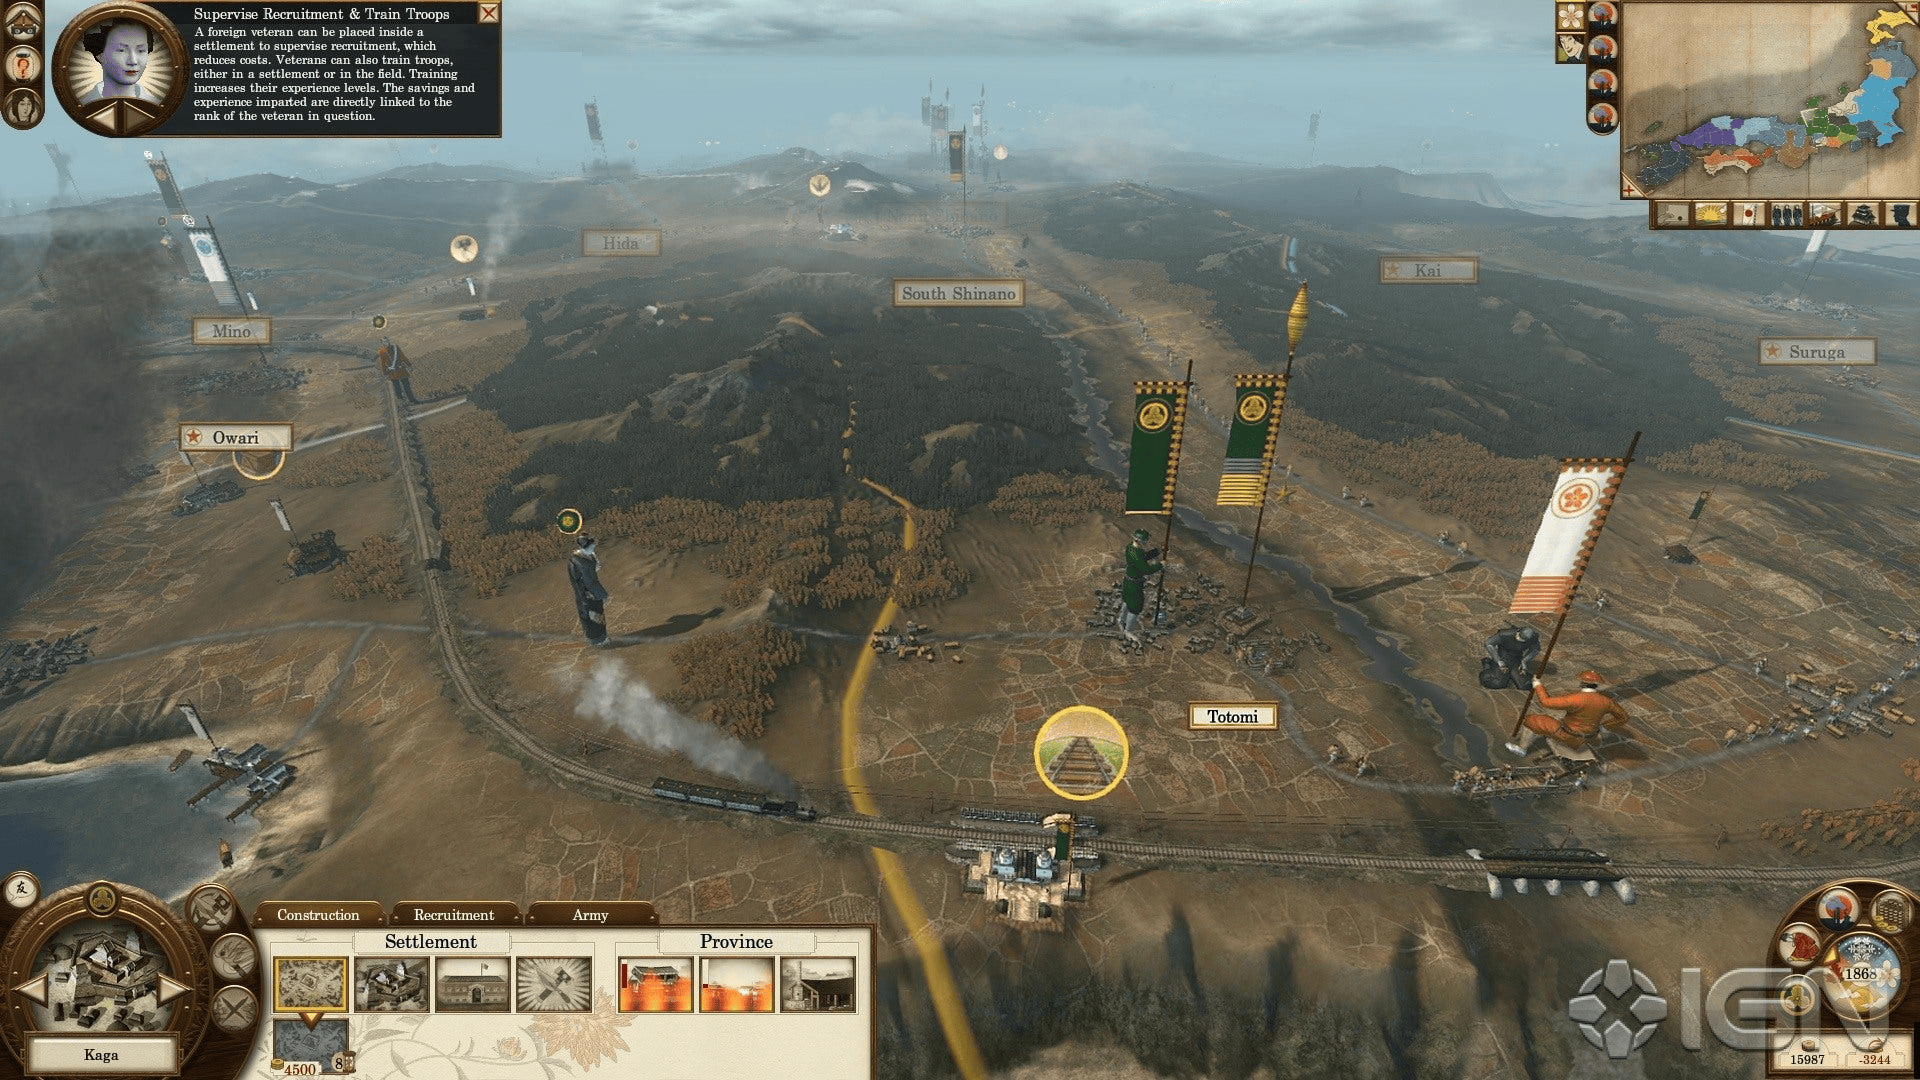 Supervise Recruitment & Train Troops
A foreign veteran can be placed inside a
settlement to supervise recruitment, which
reduces costs. Veterans can also train troops,
either in a settlement or in the field. Training
increases their experience levels. The savings and
experience imparted are directly linked to the
rank of the veteran in question.
Hida
South Shinano
Kai
Mino
Suruga
Owari
Totomi
友
Construction
Recruitment
Army
Settlement
Province
Kaga
4500
8
1868
IGN
15987
-3244